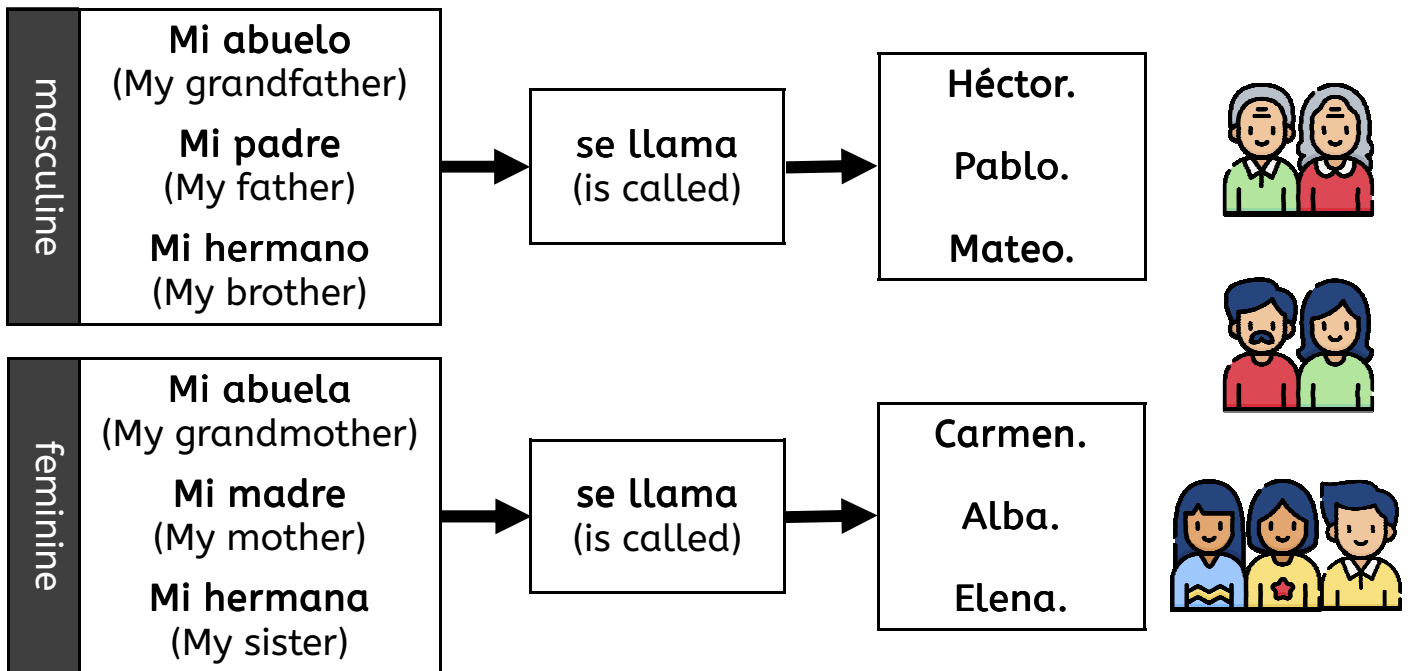 masculine
Mi abuelo
(My grandfather)
Mi padre
(My father)
Mi hermano
(My brother)
se llama
(is called)
Héctor.
Pablo.
Mateo.
feminine
Mi abuela
(My grandmother)
Mi madre
(My mother)
Mi hermana
(My sister)
se llama
(is called)
Carmen.
Alba.
Elena.